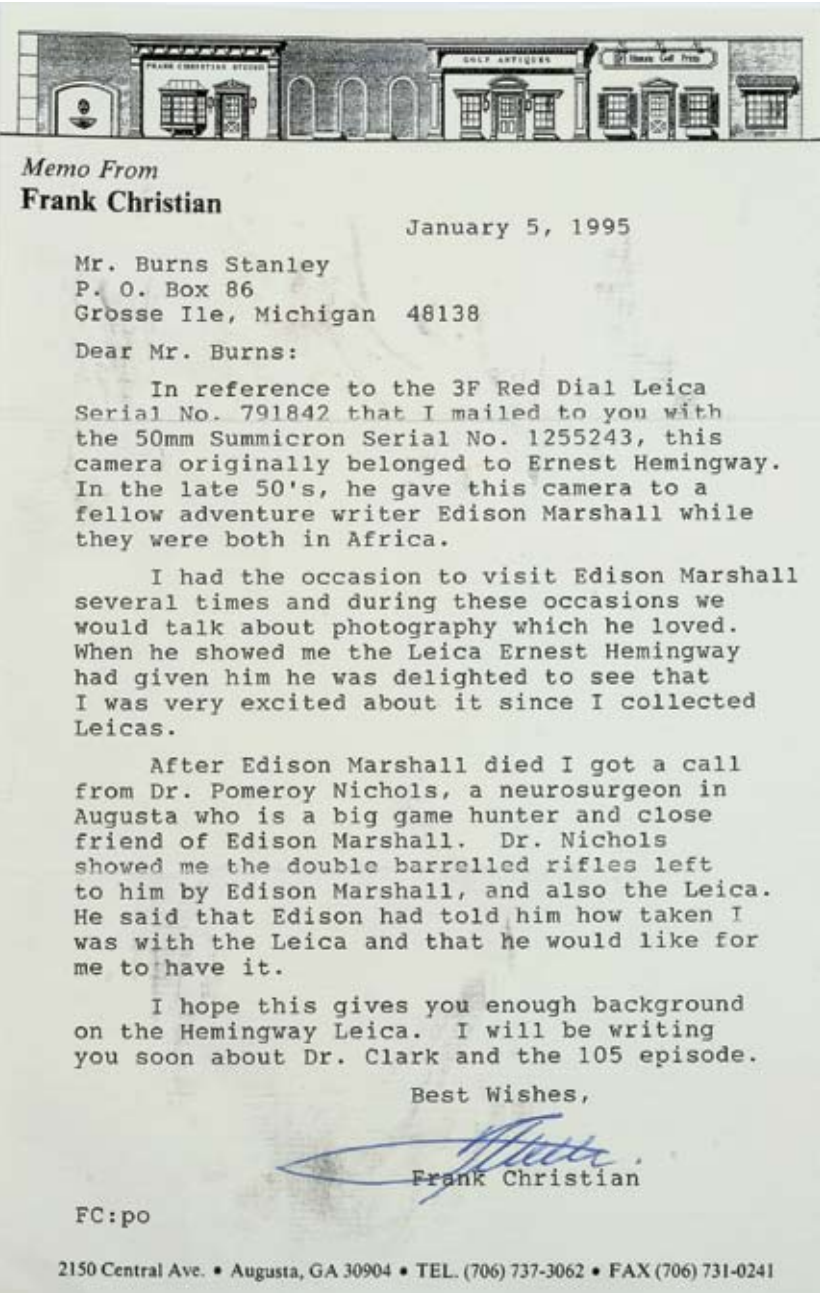 FRANK CHRISTIAN STUDIO
GOLF ANTIQUES
Historic Golf Prints
Memo From
Frank Christian
January 5, 1995
Mr. Burns Stanley
P. O. Box 86
Grosse Ile, Michigan 48138
Dear Mr. Burns:
In reference to the 3F Red Dial Leica
Serial No. 791842 that I mailed to you with
the 50mm Summicron Serial No. 1255243, this
camera originally belonged to Ernest Hemingway.
In the late 50's, he gave this camera to a
fellow adventure writer Edison Marshall while
they were both in Africa.
I had the occasion to visit Edison Marshall
several times and during these occasions we
would talk about photography which he loved.
When he showed me the Leica Ernest Hemingway
had given him he was delighted to see that
I was very excited about it since I collected
Leicas.
After Edison Marshall died I got a call
from Dr. Pomeroy Nichols, a neurosurgeon in
Augusta who is a big game hunter and close
friend of Edison Marshall. Dr. Nichols
showed me the double barrelled rifles left
to him by Edison Marshall, and also the Leica.
He said that Edison had told him how taken I
was with the Leica and that he would like for
me to have it.
I hope this gives you enough background
on the Hemingway Leica. I will be writing
you soon about Dr. Clark and the 105 episode.
Best Wishes,
Frank Christian
FC:po
2150 Central Ave. • Augusta, GA 30904 • TEL. (706) 737-3062 • FAX (706) 731-0241